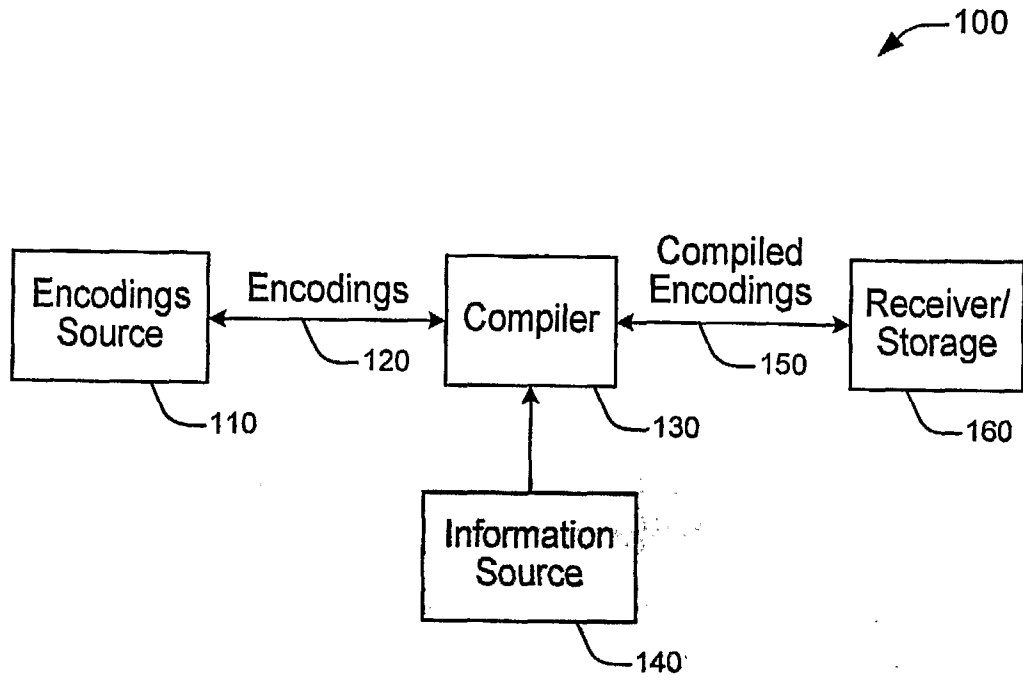 100
Encodings
Source
110
Encodings
120
Compiler
130
Compiled
Encodings
150
Receiver/
Storage
160
Information
Source
140